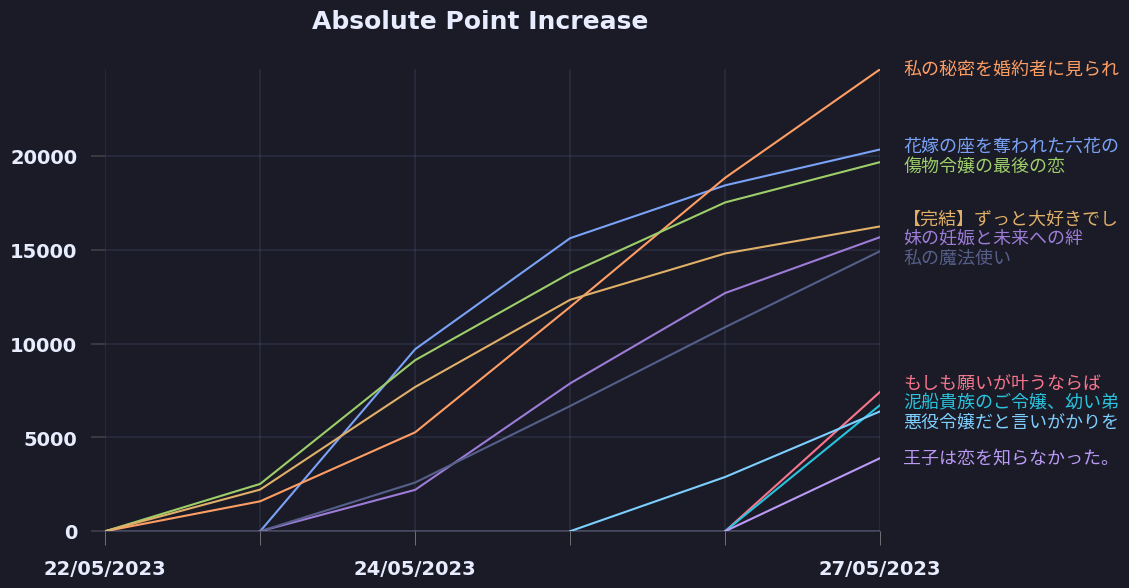 Absolute Point Increase
私の秘密を婚約者に見られ
花嫁の座を奪われた六花の
傷物令嬢の最後の恋
【完結】ずっと大好きでし
妹の妊娠と未来への絆
私の魔法使い
もしも願いが叶うならば
泥船貴族のご令嬢、幼い弟
悪役令嬢だと言いがかりを
王子は恋を知らなかった。
20000
15000
10000
5000
0
22/05/2023
24/05/2023
27/05/2023